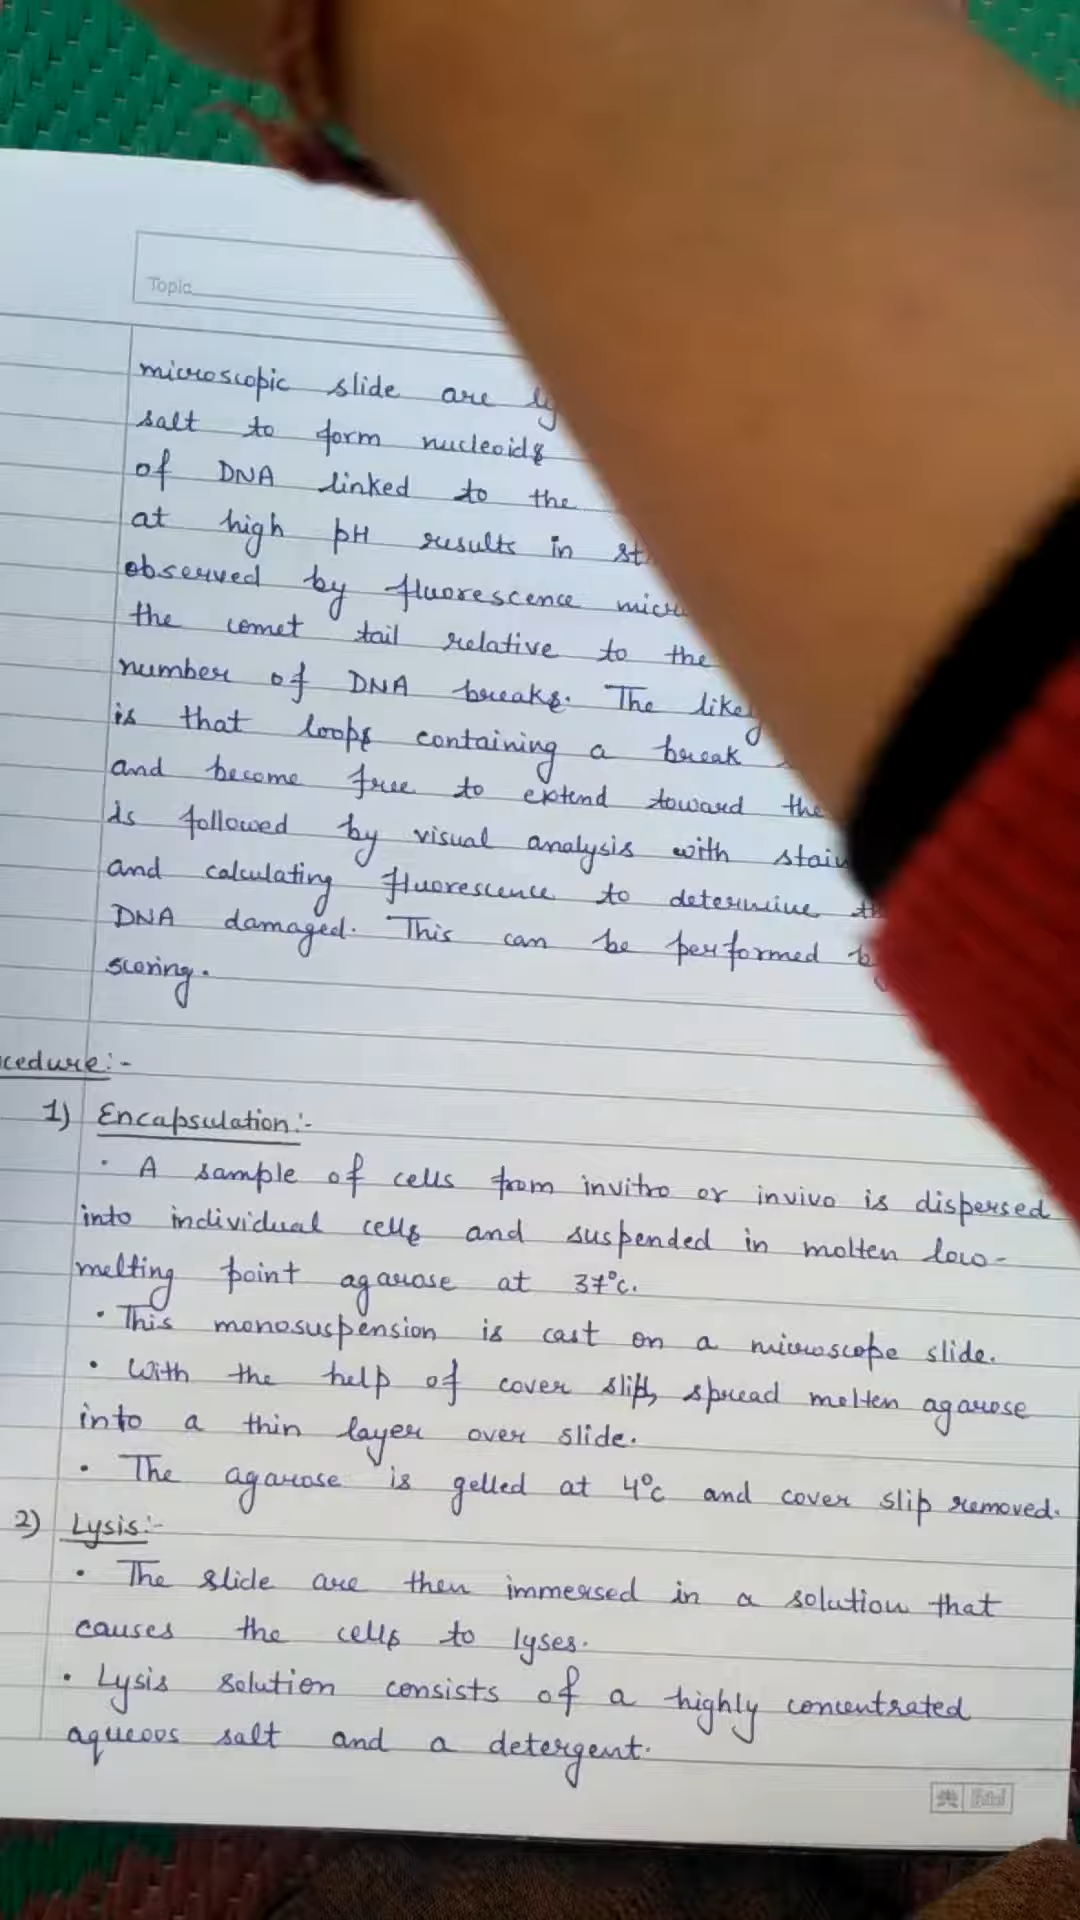 Topic
microscopic slide are
salt to form nucleoids
of DNA linked to the
at high pH results in
observed by fluorescence
the comet tail relative to the
number of DNA breaks. The
is that loops containing a break
and become free to extend toward the
is followed by visual analysis with
and calculating fluorescence to determine
DNA damaged. This can be performed
scoring.
1) Encapsulation:-
· A sample of cells from invitro or invivo is dispersed
into individual cells and suspended in molten low-
melting point agarose at 37°c.
· This monosuspension is cast on a microscope slide.
· With the help of cover slip, spread molten agarose
into a thin layer over slide.
· The agarose is gelled at 4°c and cover slip removed.
2) Lysis:-
· The slide are then immersed in a solution that
causes the cells to lyses.
· Lysis solution consists of a highly concentrated
aqueous salt and a detergent.